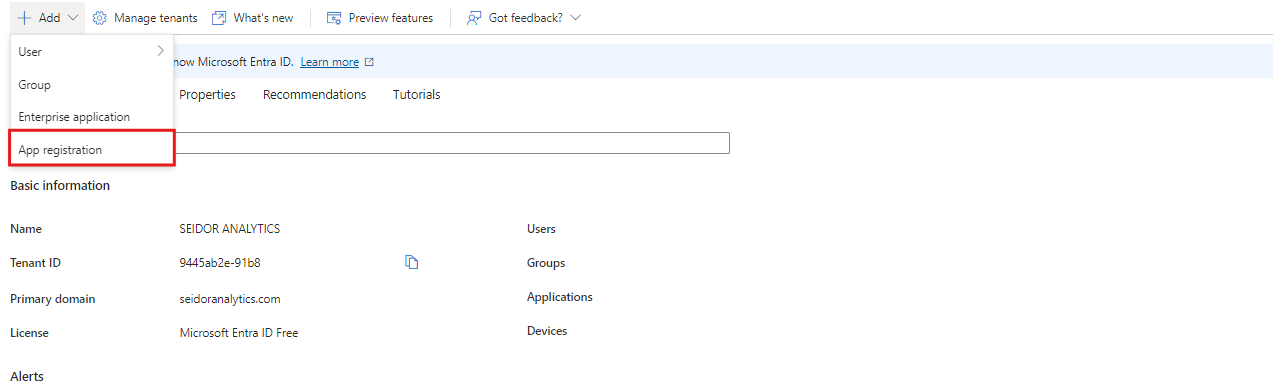 Add Manage tenants What's new Preview features Got feedback?
User
now Microsoft Entra ID. Learn more
Group
Properties Recommendations Tutorials
Enterprise application
App registration
Basic information
Name SEIDOR ANALYTICS Users
Tenant ID 9445ab2e-91b8 Groups
Primary domain seidoranalytics.com Applications
License Microsoft Entra ID Free Devices
Alerts